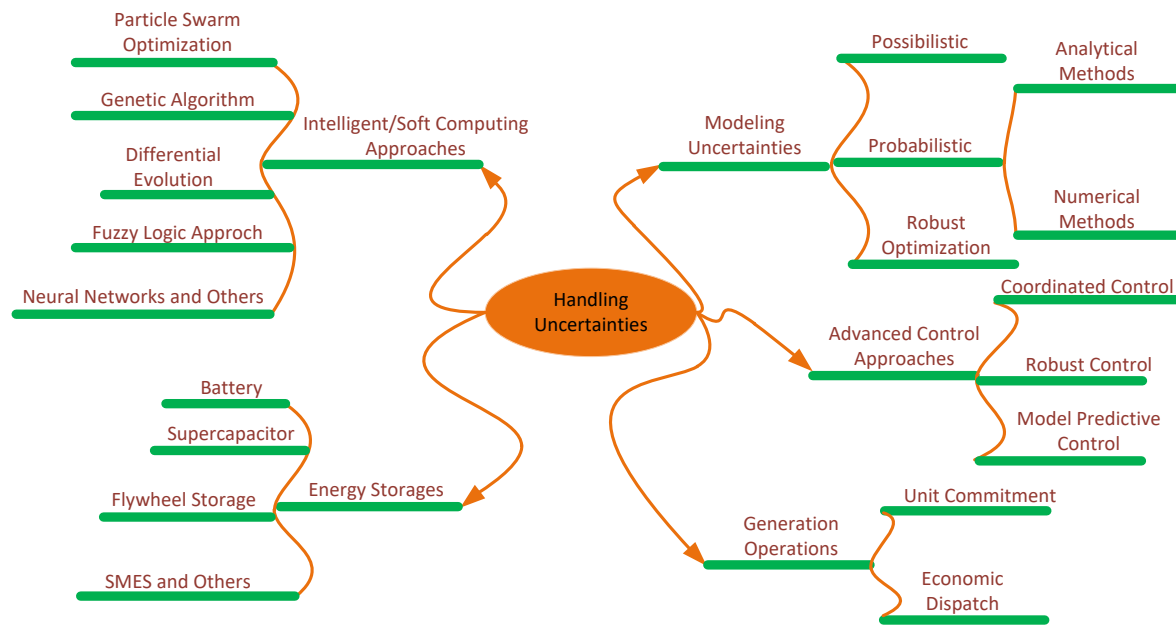 Particle Swarm
Optimization
Genetic Algorithm
Differential
Evolution
Fuzzy Logic Approch
Neural Networks and Others
Intelligent/Soft Computing
Approaches
Battery
Supercapacitor
Flywheel Storage
SMES and Others
Energy Storages
Handling
Uncertainties
Modeling
Uncertainties
Possibilistic
Probabilistic
Robust
Optimization
Analytical
Methods
Numerical
Methods
Advanced Control
Approaches
Coordinated Control
Robust Control
Model Predictive
Control
Generation
Operations
Unit Commitment
Economic
Dispatch